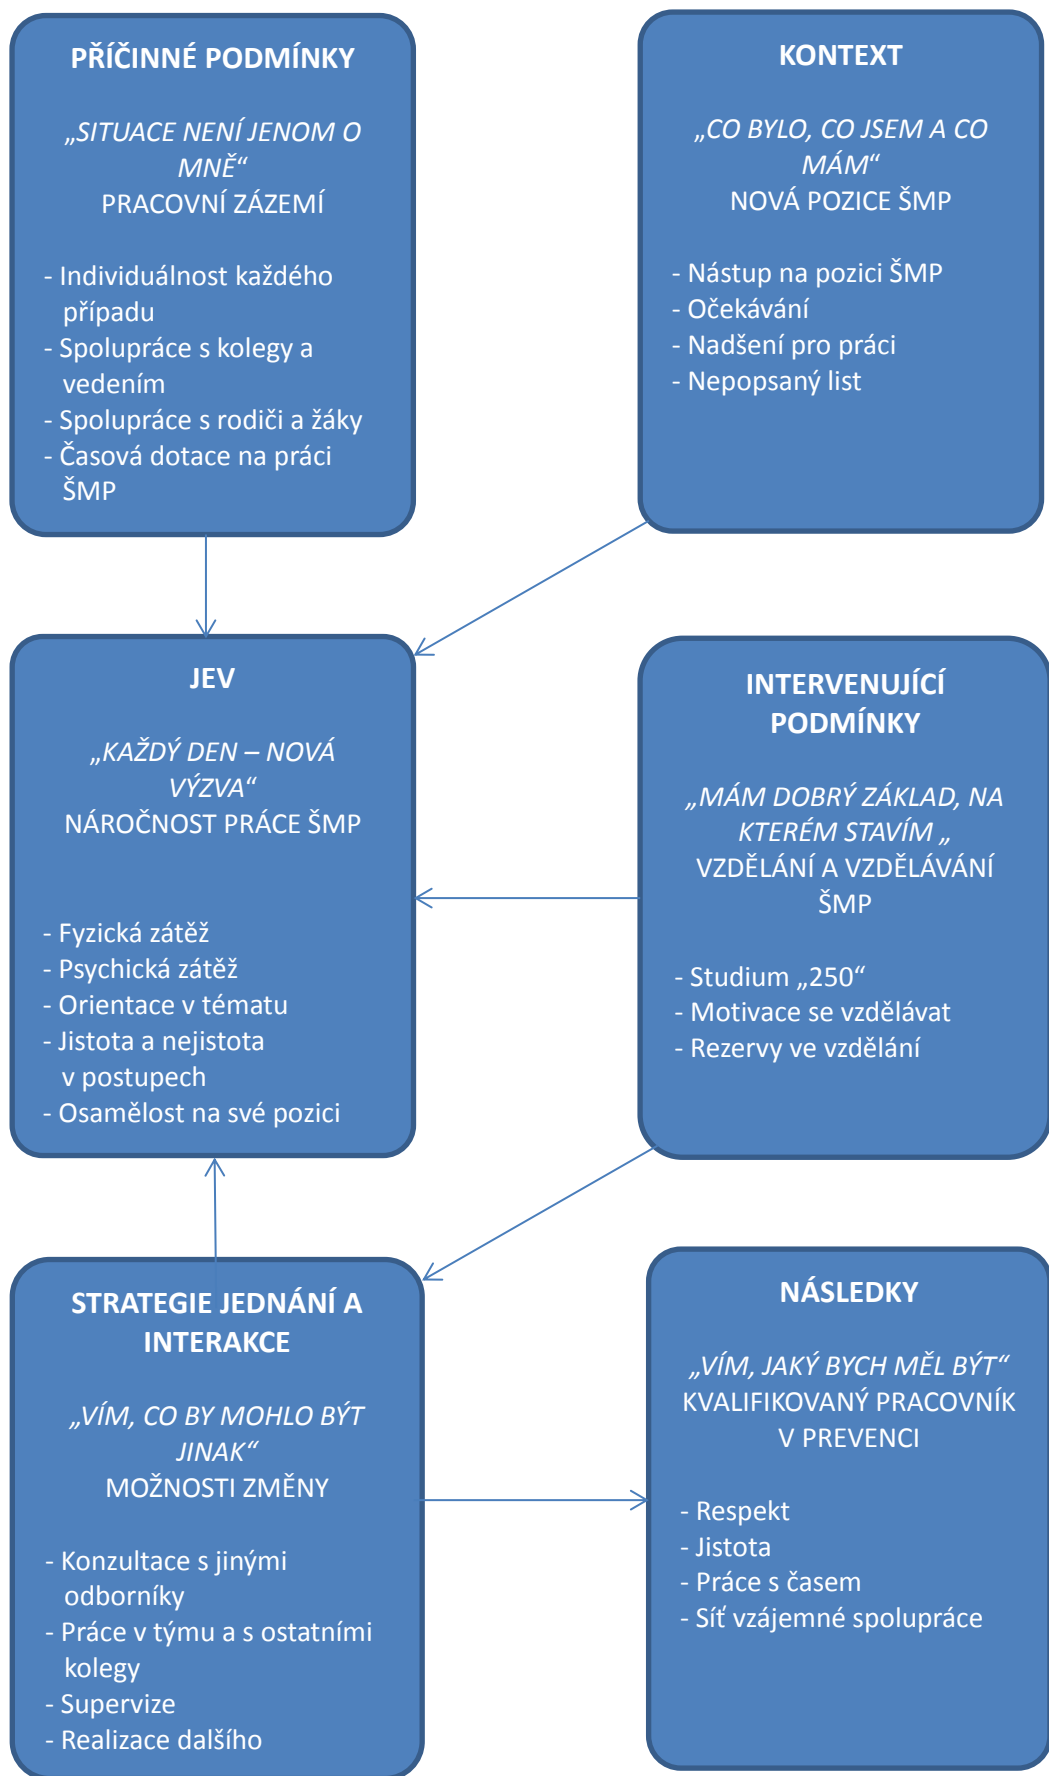 PŘÍČINNÉ PODMÍNKY
„SITUACE NENÍ JENOM O
MNĚ“
PRACOVNÍ ZÁZEMÍ
- Individuálnost každého
případu
- Spolupráce s kolegy a
vedením
- Spolupráce s rodiči a žáky
- Časová dotace na práci
ŠMP
KONTEXT
„CO BYLO, CO JSEM A CO
MÁM“
NOVÁ POZICE ŠMP
- Nástup na pozici ŠMP
- Očekávání
- Nadšení pro práci
- Nepopsaný list
JEV
„KAŽDÝ DEN – NOVÁ
VÝZVA“
NÁROČNOST PRÁCE ŠMP
- Fyzická zátěž
- Psychická zátěž
- Orientace v tématu
- Jistota a nejistota
v postupech
- Osamělost na své pozici
INTERVENUJÍCÍ
PODMÍNKY
„MÁM DOBRÝ ZÁKLAD, NA
KTERÉM STAVÍM „
VZDĚLÁNÍ A VZDĚLÁVÁNÍ
ŠMP
- Studium „250“
- Motivace se vzdělávat
- Rezervy ve vzdělání
STRATEGIE JEDNÁNÍ A
INTERAKCE
„VÍM, CO BY MOHLO BÝT
JINAK“
MOŽNOSTI ZMĚNY
- Konzultace s jinými
odborníky
- Práce v týmu a s ostatními
kolegy
- Supervize
- Realizace dalšího
NÁSLEDKY
„VÍM, JAKÝ BYCH MĚL BÝT“
KVALIFIKOVANÝ PRACOVNÍK
V PREVENCI
- Respekt
- Jistota
- Práce s časem
- Síť vzájemné spolupráce